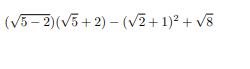 (√5 − 2)(√5 + 2) − (√2 + 1)² + √8